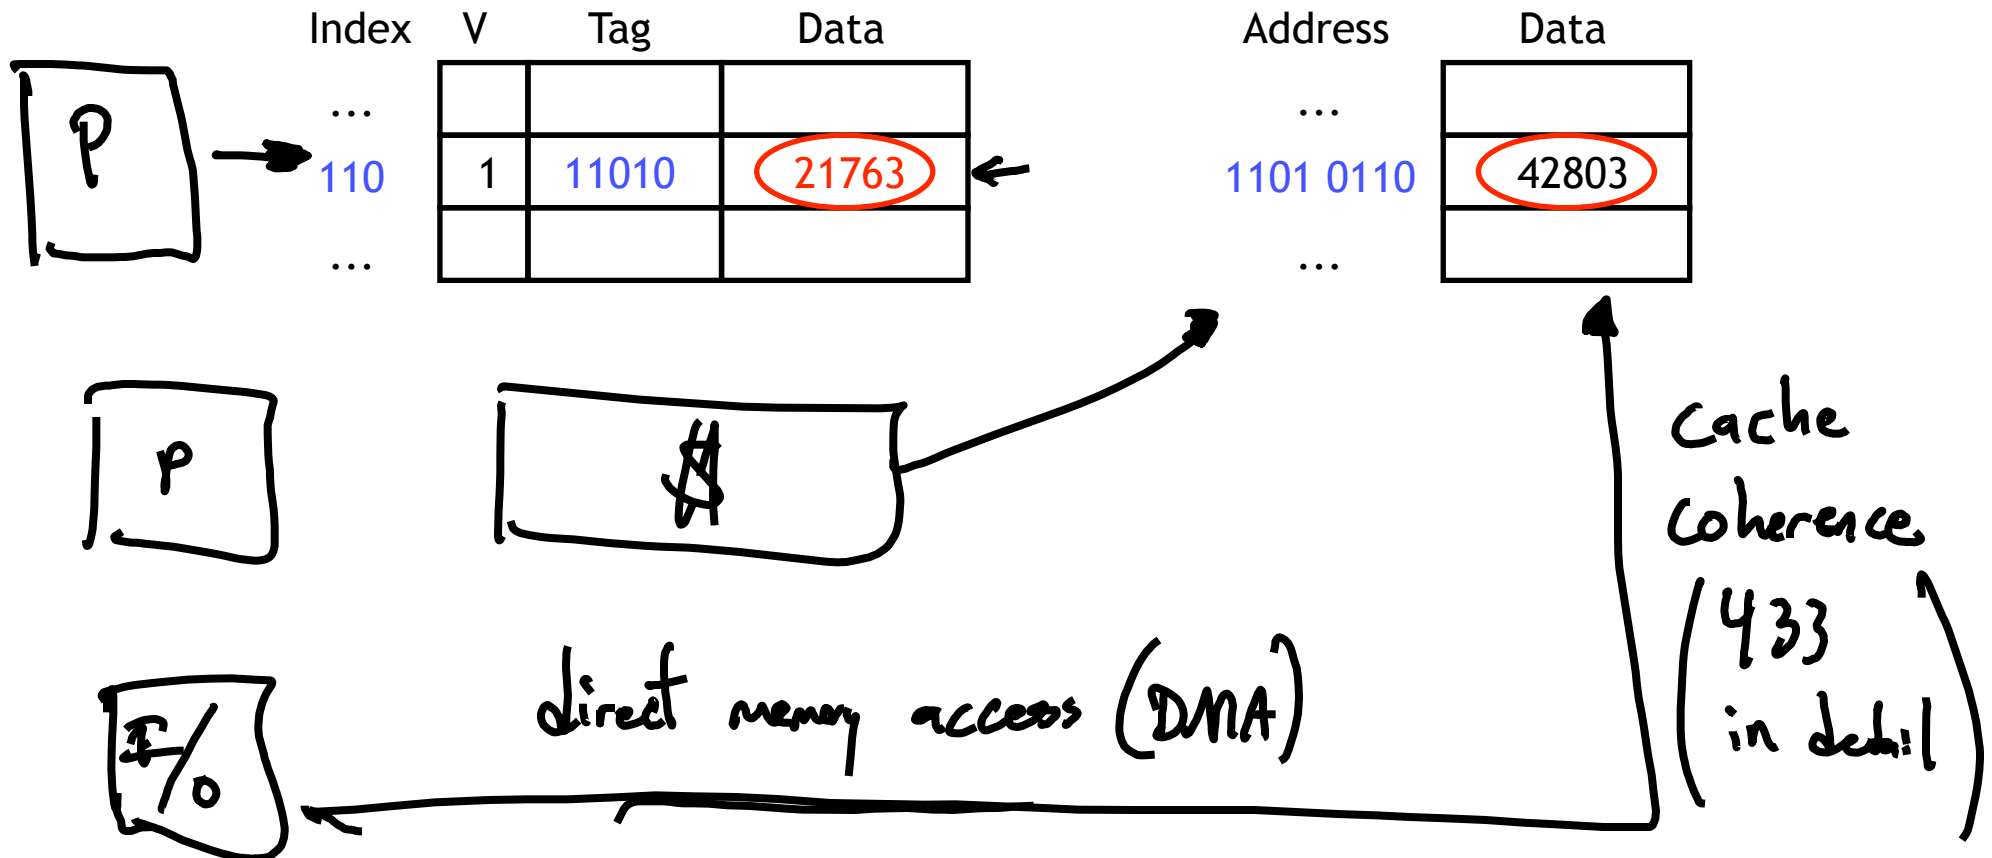 Index V Tag Data Address Data
... ...
P 110 1 11010 21763 1101 0110 42803
... ...
P $ Cache
Coherence
(433
in detail)
I/O direct memory access (DMA)